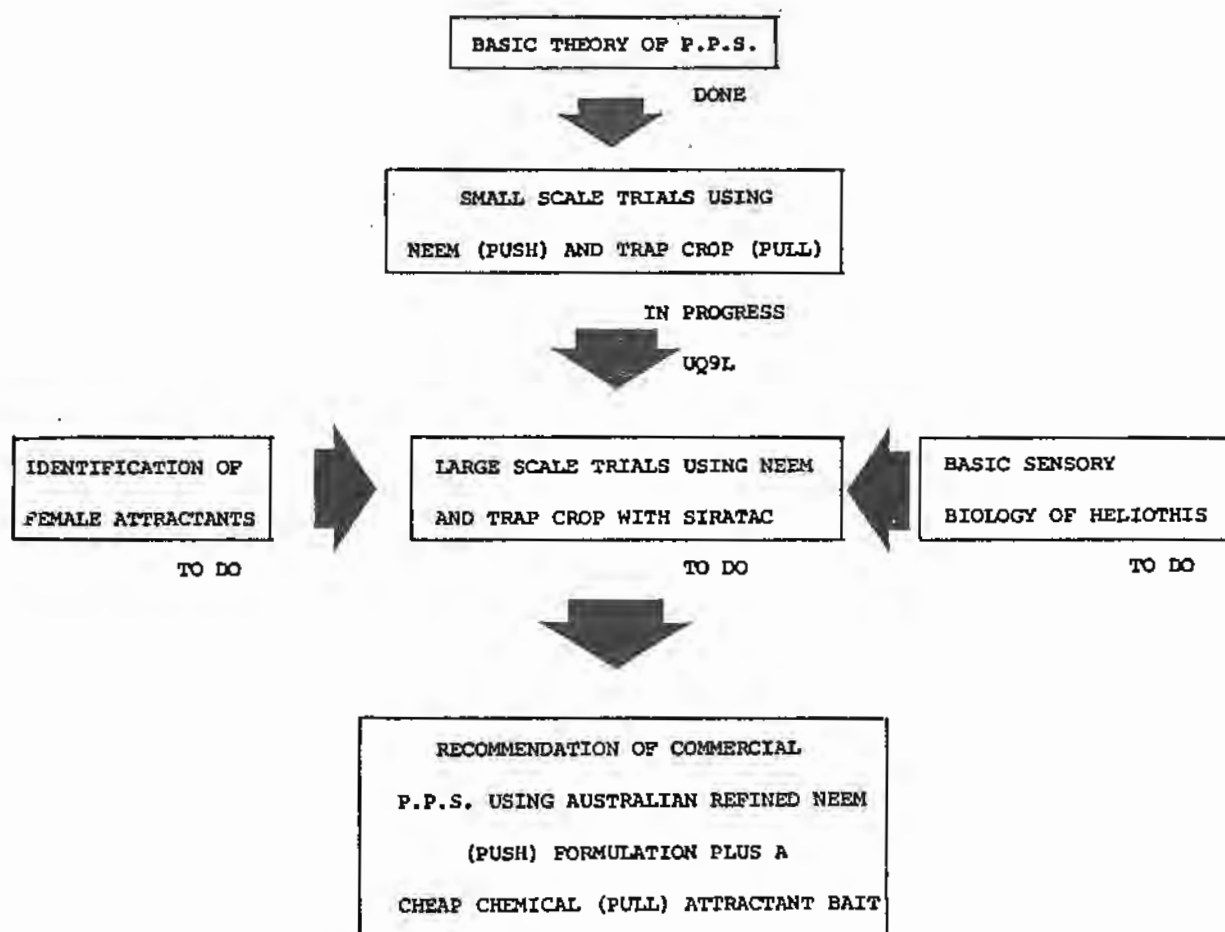 BASIC THEORY OF P.P.S.
DONE
SMALL SCALE TRIALS USING
NEEM (PUSH) AND TRAP CROP (PULL)
IN PROGRESS
UQ9L
IDENTIFICATION OF
FEMALE ATTRACTANTS
TO DO
LARGE SCALE TRIALS USING NEEM
AND TRAP CROP WITH SIRATAC
TO DO
BASIC SENSORY
BIOLOGY OF HELIOTHIS
TO DO
RECOMMENDATION OF COMMERCIAL
P.P.S. USING AUSTRALIAN REFINED NEEM
(PUSH) FORMULATION PLUS A
CHEAP CHEMICAL (PULL) ATTRACTANT BAIT